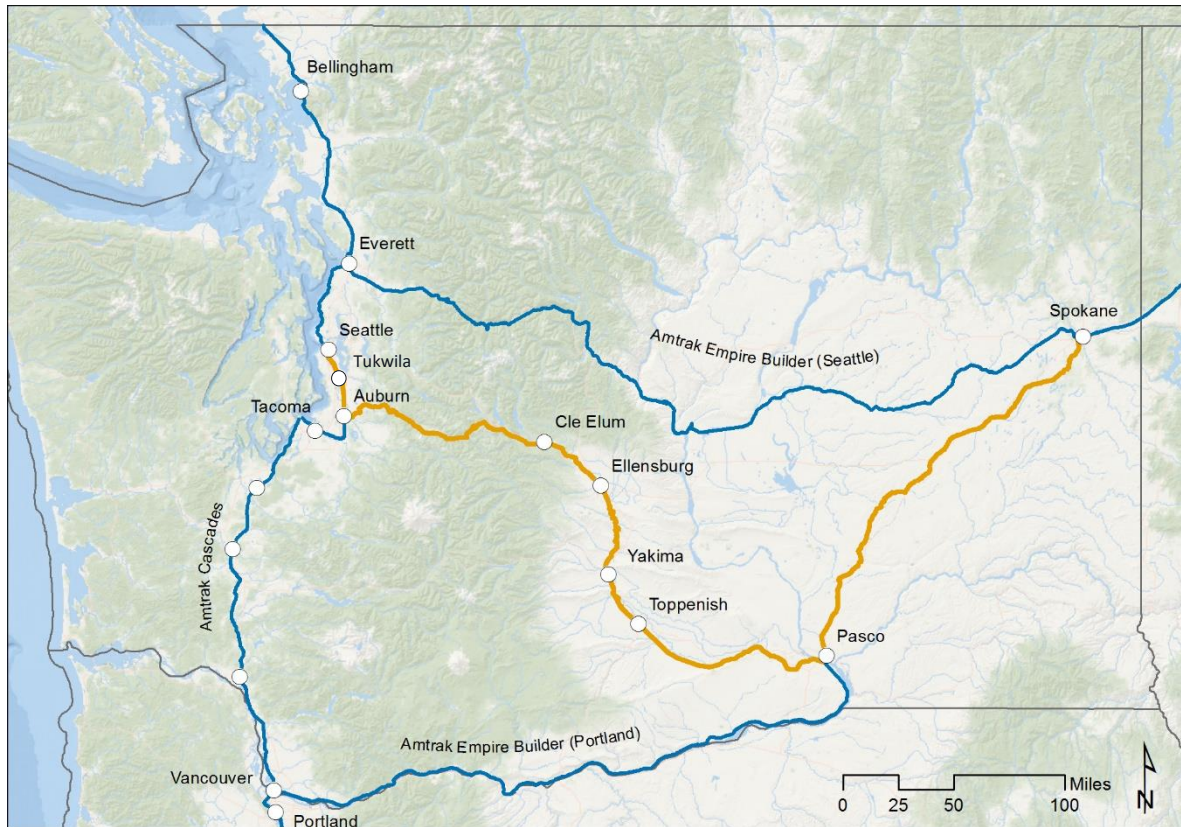 Bellingham
Everett
Seattle
Tukwila
Auburn
Tacoma
Amtrak Empire Builder (Seattle)
Spokane
Cle Elum
Ellensburg
Yakima
Toppenish
Pasco
Amtrak Cascades
Amtrak Empire Builder (Portland)
Vancouver
Portland
Miles
0 25 50 100
N